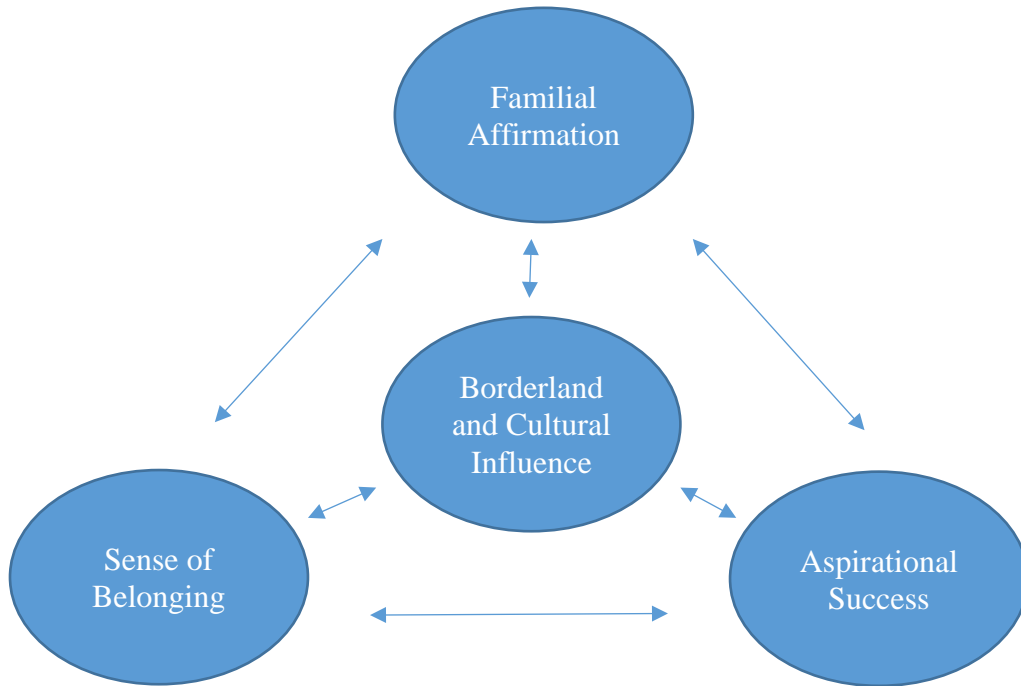 Familial
Affirmation
Borderland
and Cultural
Influence
Sense of
Belonging
Aspirational
Success